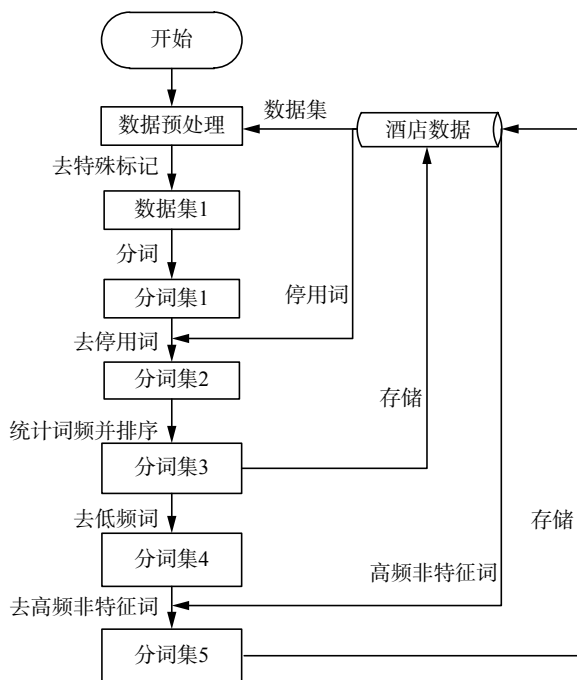 开始
数据集
数据预处理
酒店数据
去特殊标记
数据集1
分词
分词集1
停用词
去停用词
分词集2
存储
统计词频并排序
分词集3
去低频词
存储
分词集4
高频非特征词
去高频非特征词
分词集5